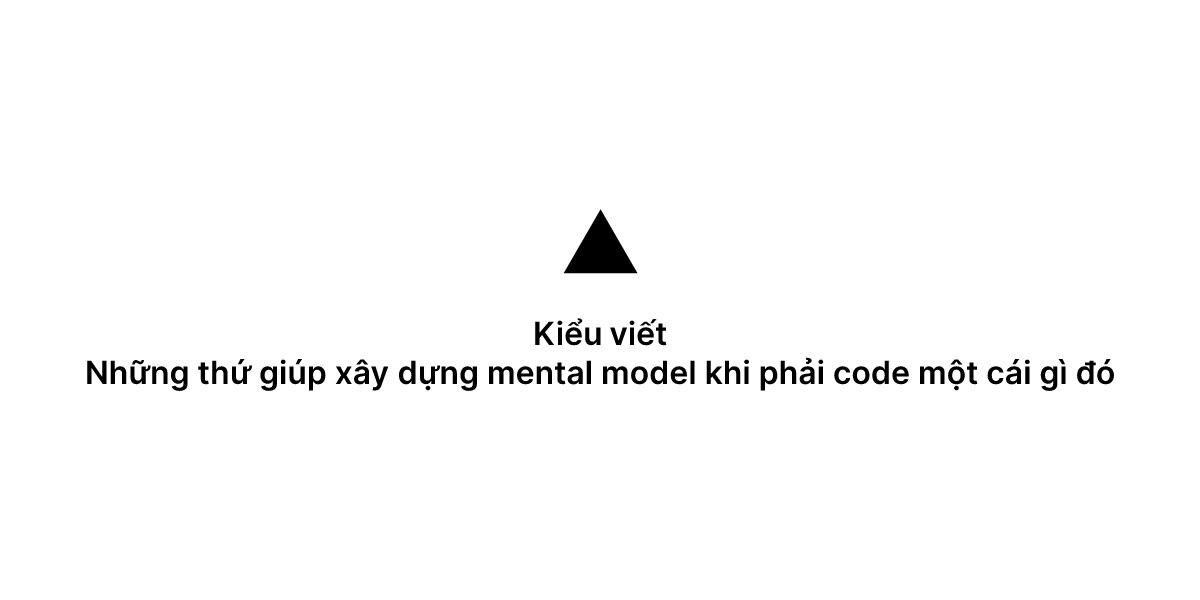 Kiểu viết
Những thứ giúp xây dựng mental model khi phải code một cái gì đó